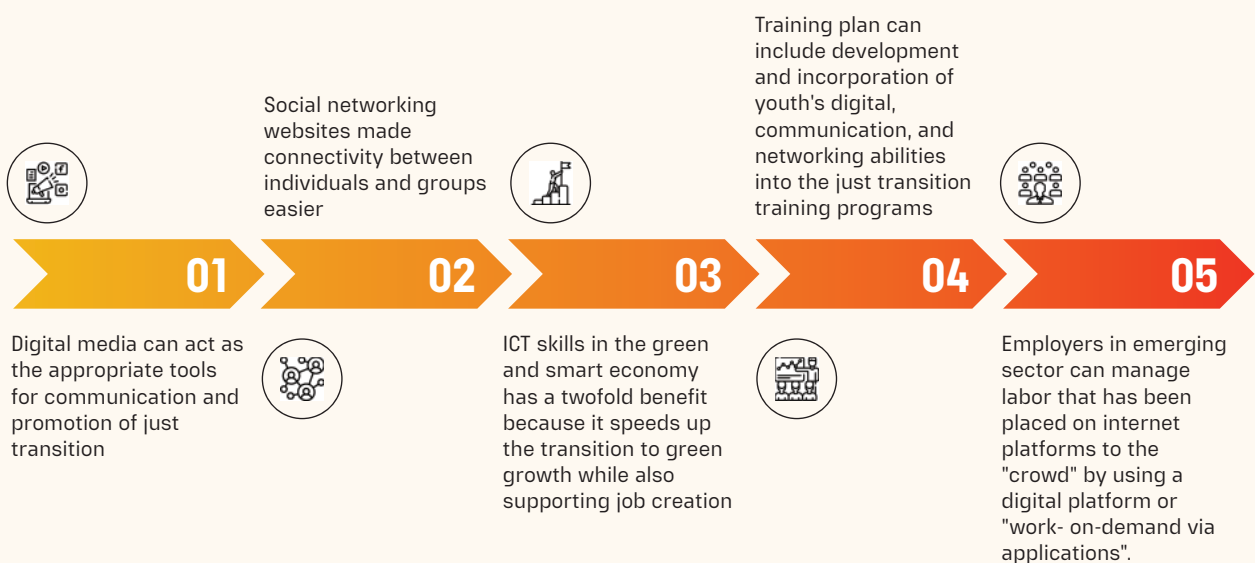 01
Digital media can act as
the appropriate tools
for communication and
promotion of just
transition
Social networking
websites made
connectivity between
individuals and groups
easier
02
03
ICT skills in the green
and smart economy
has a twofold benefit
because it speeds up
the transition to green
growth while also
supporting job creation
Training plan can
include development
and incorporation of
youth's digital,
communication, and
networking abilities
into the just transition
training programs
04
05
Employers in emerging
sector can manage
labor that has been
placed on internet
platforms to the
"crowd" by using a
digital platform or
"work- on-demand via
applications".